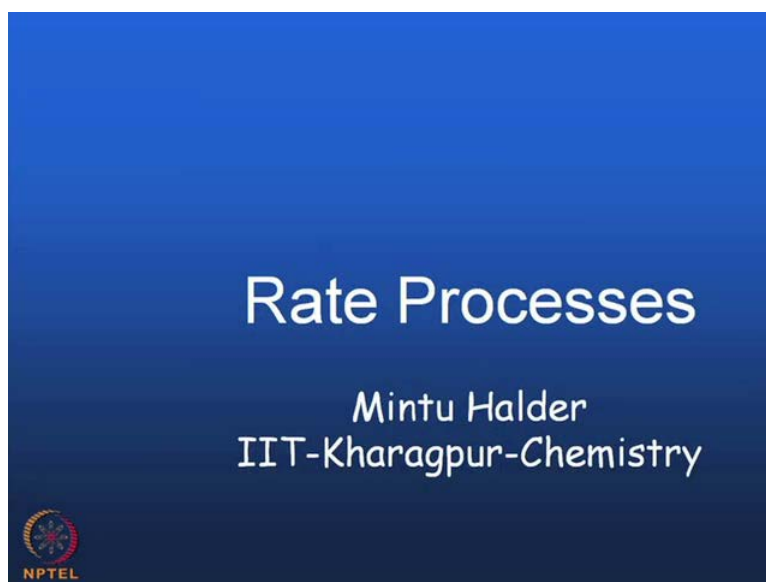 Rate Processes
Mintu Halder
IIT-Kharagpur-Chemistry
NPTEL